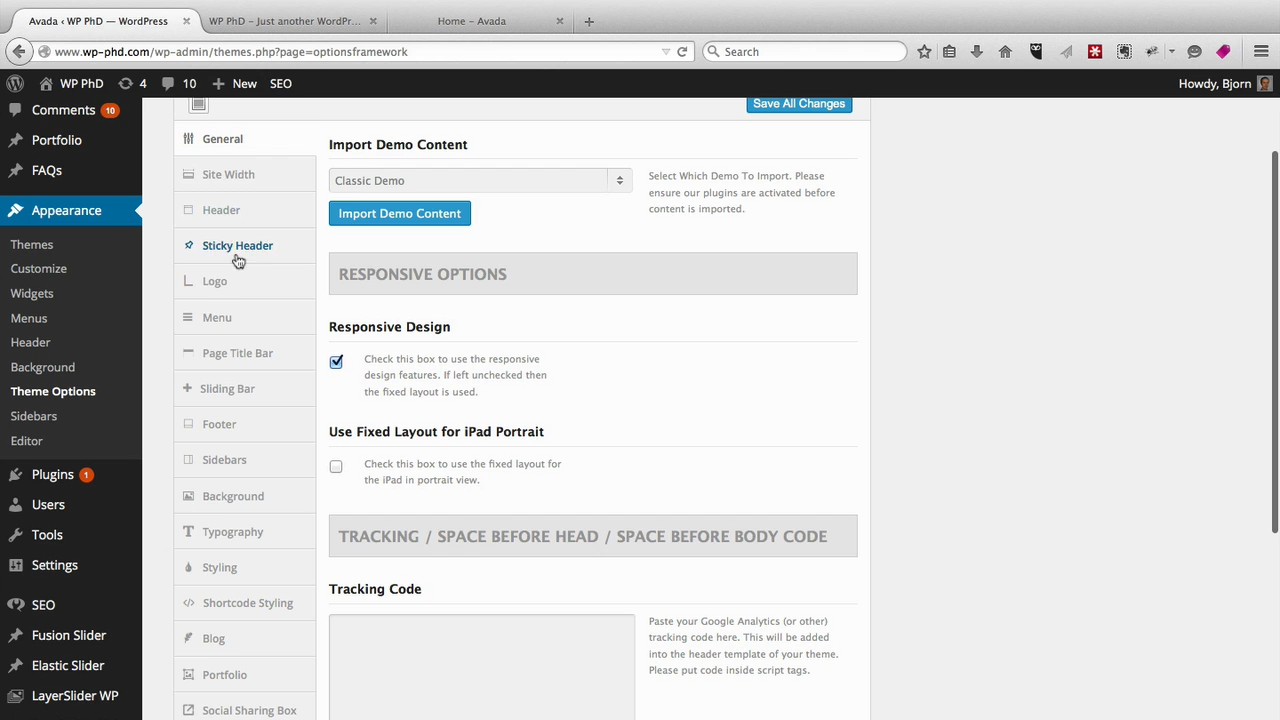 Avada ‹ WP PhD — WordPress
WP PhD – Just another WordPr...
Home – Avada
www.wp-phd.com/wp-admin/themes.php?page=optionsframework
Search
WP PhD
4
10
New
SEO
Howdy, Bjorn
Comments 10
Portfolio
FAQs
Appearance
Themes
Customize
Widgets
Menus
Header
Background
Theme Options
Sidebars
Editor
Plugins 1
Users
Tools
Settings
SEO
Fusion Slider
Elastic Slider
LayerSlider WP
General
Site Width
Header
Sticky Header
Logo
Menu
Page Title Bar
Sliding Bar
Footer
Sidebars
Background
Typography
Styling
Shortcode Styling
Blog
Portfolio
Social Sharing Box
Save All Changes
Import Demo Content
Classic Demo
Import Demo Content
Select Which Demo To Import. Please
ensure our plugins are activated before
content is imported.
RESPONSIVE OPTIONS
Responsive Design
Check this box to use the responsive
design features. If left unchecked then
the fixed layout is used.
Use Fixed Layout for iPad Portrait
Check this box to use the fixed layout for
the iPad in portrait view.
TRACKING / SPACE BEFORE HEAD / SPACE BEFORE BODY CODE
Tracking Code
Paste your Google Analytics (or other)
tracking code here. This will be added
into the header template of your theme.
Please put code inside script tags.